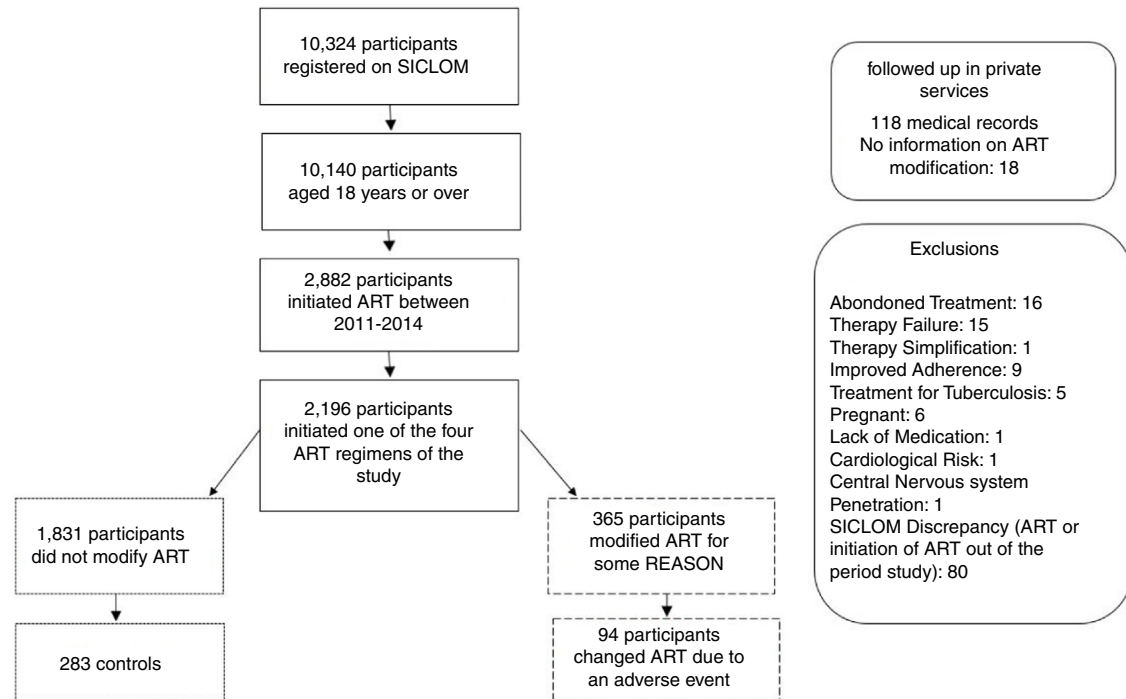 10,324 participants
registered on SICLOM
10,140 participants
aged 18 years or over
2,882 participants
initiated ART between
2011-2014
2,196 participants
initiated one of the four
ART regimens of the
study
1,831 participants
did not modify ART
283 controls
365 participants
modified ART for
some REASON
94 participants
changed ART due to
an adverse event
followed up in private
services
118 medical records
No information on ART
modification: 18
Exclusions
Abondoned Treatment: 16
Therapy Failure: 15
Therapy Simplification: 1
Improved Adherence: 9
Treatment for Tuberculosis: 5
Pregnant: 6
Lack of Medication: 1
Cardiological Risk: 1
Central Nervous system
Penetration: 1
SICLOM Discrepancy (ART or
initiation of ART out of the
period study): 80